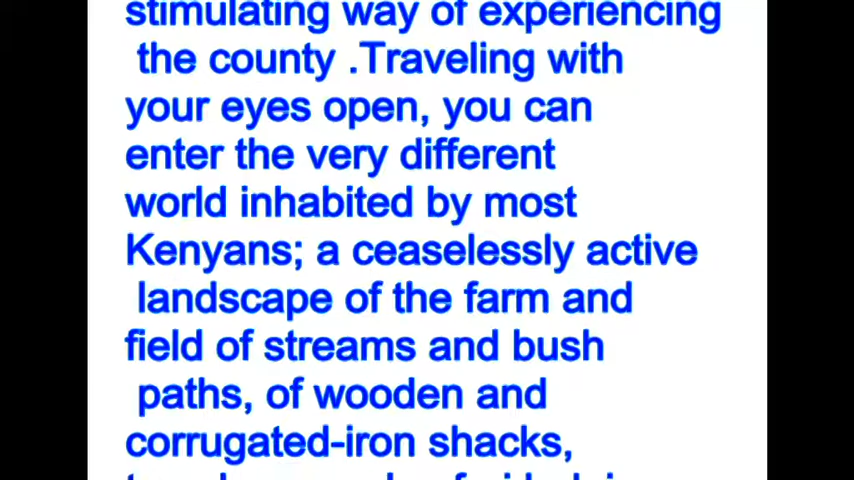 stimulating way of experiencing
the county .Traveling with
your eyes open, you can
enter the very different
world inhabited by most
Kenyans; a ceaselessly active
landscape of the farm and
field of streams and bush
paths, of wooden and
corrugated-iron shacks,